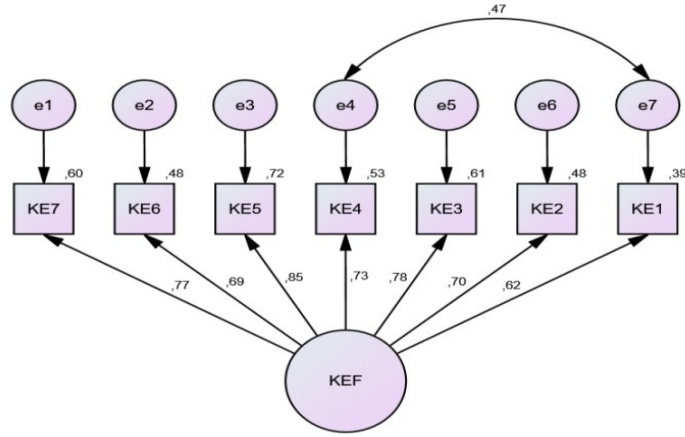 ,47
e1 e2 e3 e4 e5 e6 e7
,60 ,48 ,72 ,53 ,61 ,48 ,39
KE7 KE6 KE5 KE4 KE3 KE2 KE1
,77 ,69 ,85 ,73 ,78 ,70 ,62
KEF